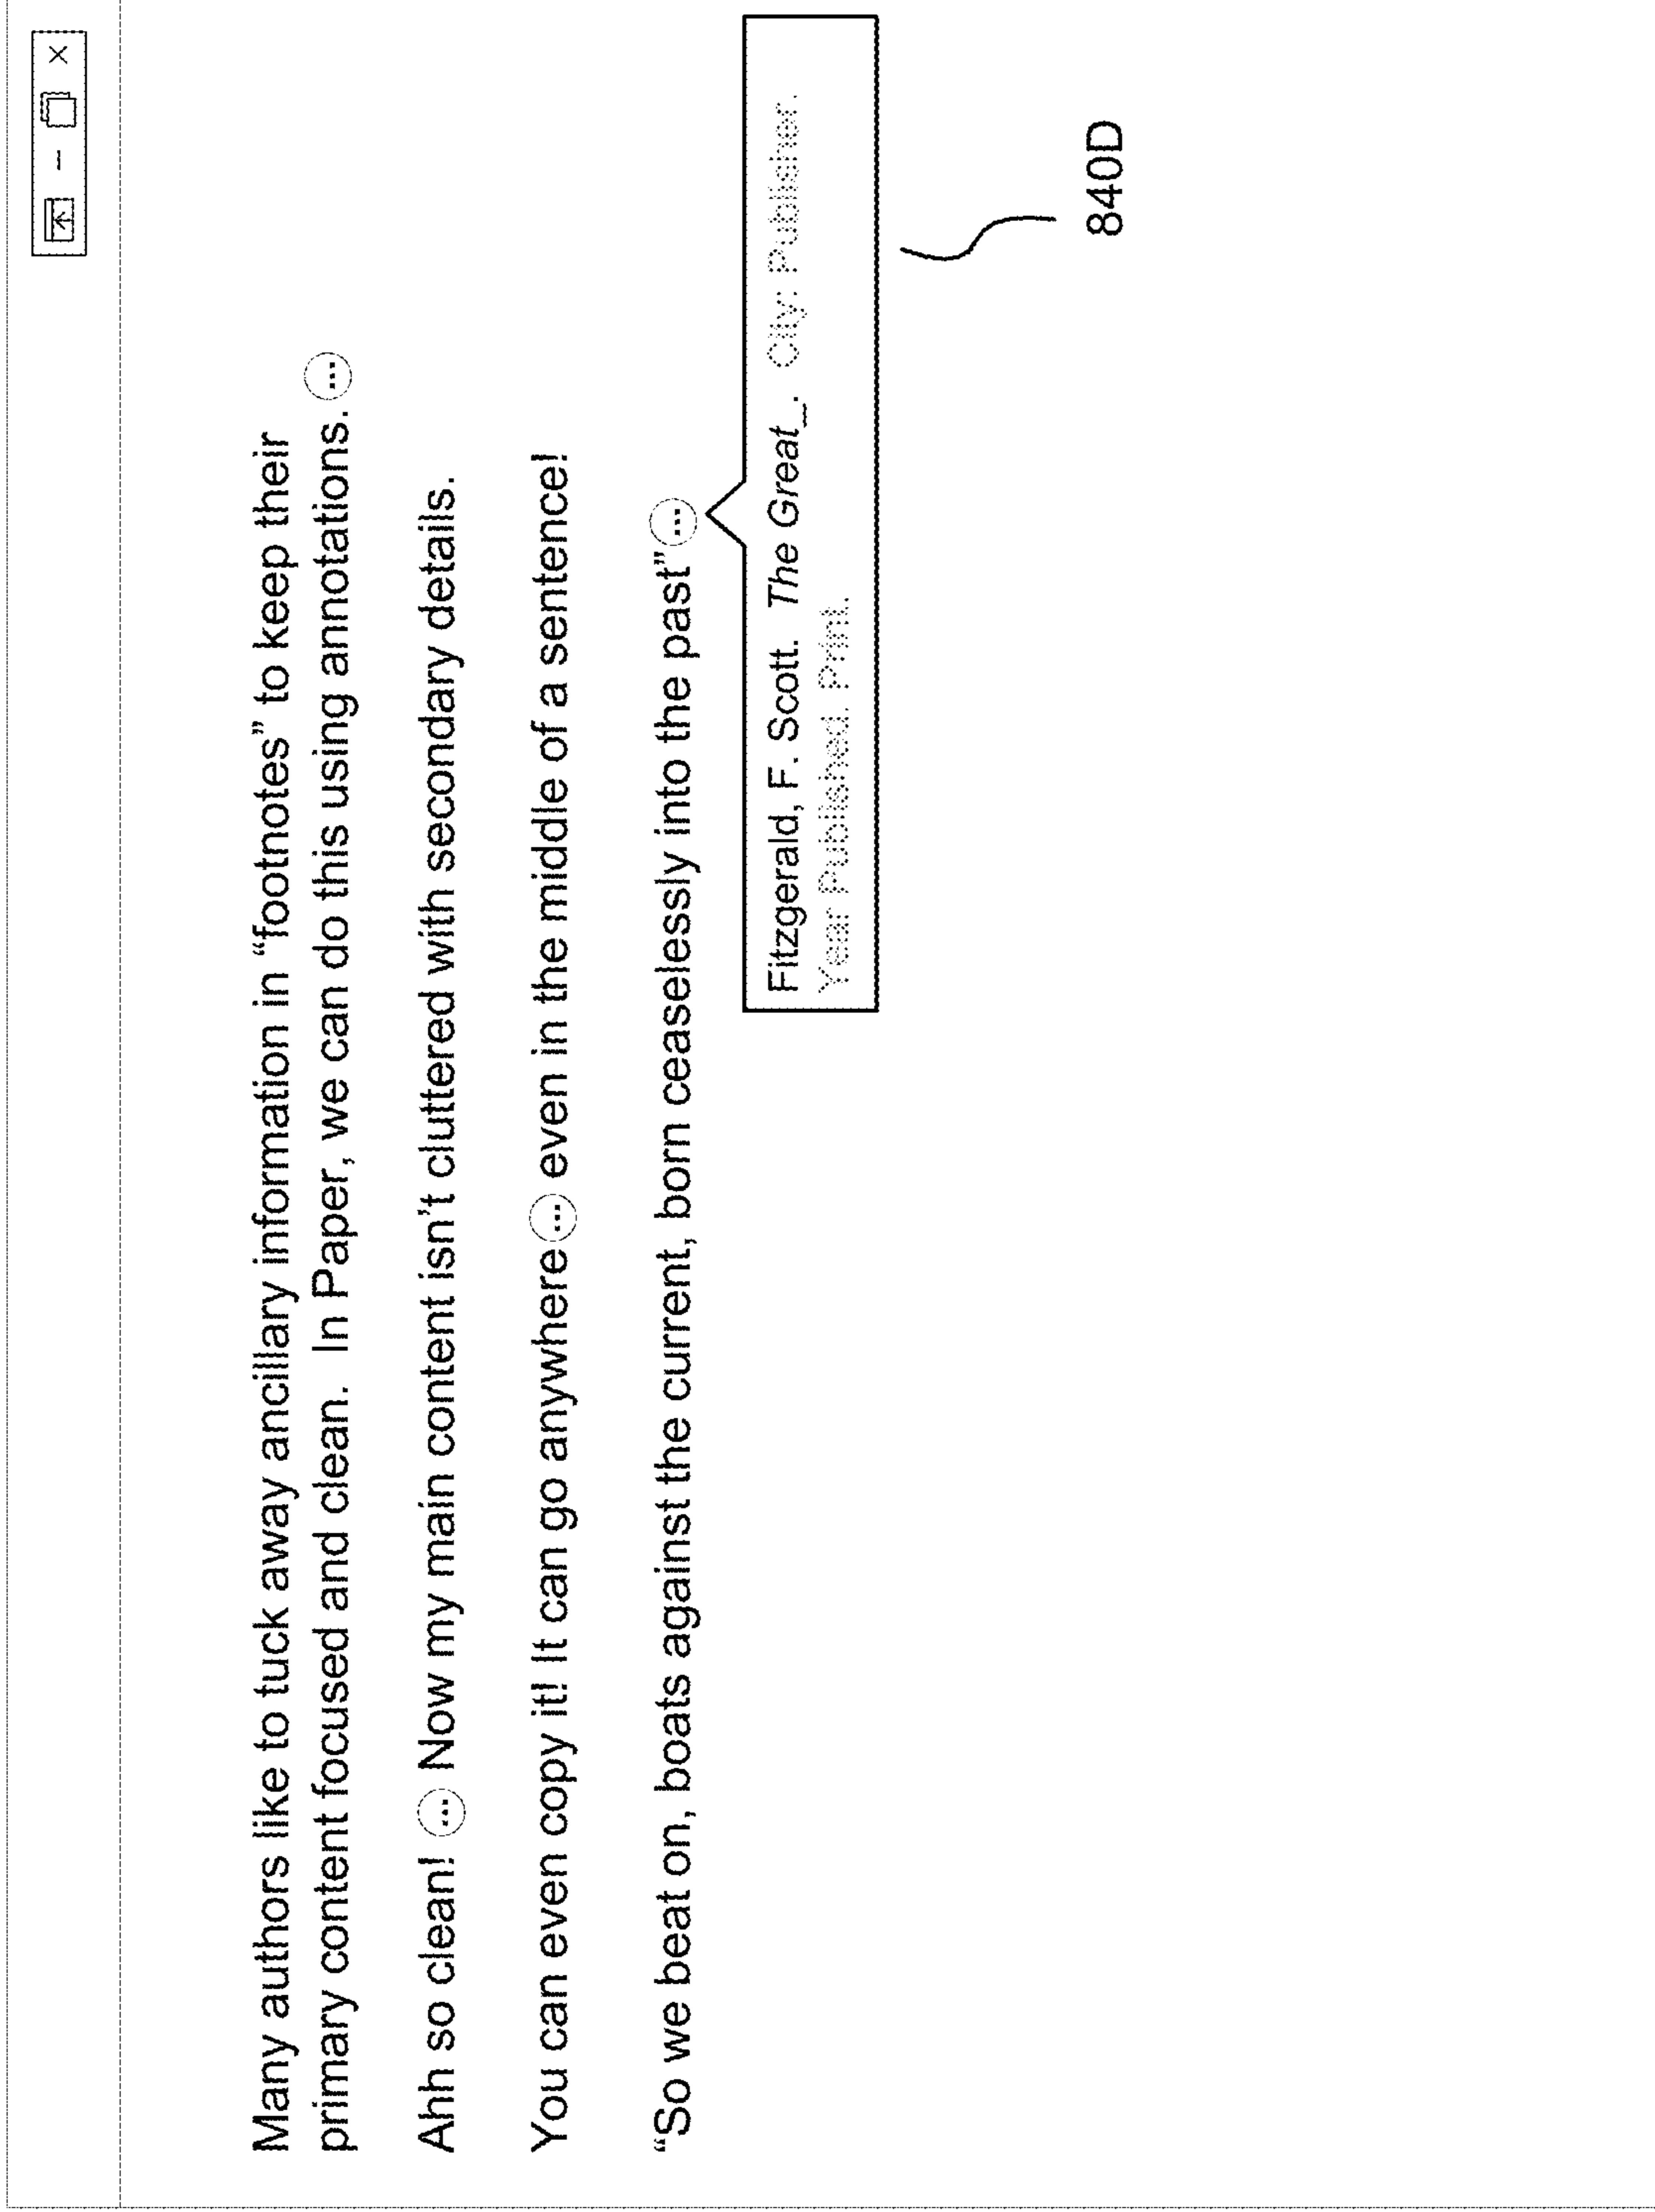 Many authors like to tuck away ancillary information in “footnotes” to keep their
primary content focused and clean.  In Paper, we can do this using annotations. ...
Ahh so clean! ... Now my main content isn’t cluttered with secondary details.
You can even copy it! It can go anywhere ... even in the middle of a sentence!
“So we beat on, boats against the current, born ceaselessly into the past” ...
Fitzgerald, F. Scott.  The Great_.  City: Publisher.
Year Published. Print.
840D